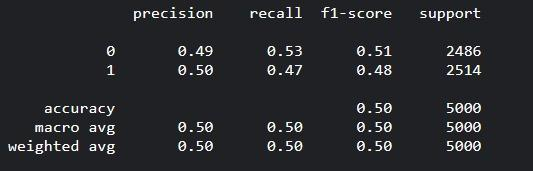 precision recall f1-score support
0 0.49 0.53 0.51 2486
1 0.50 0.47 0.48 2514
accuracy 0.50 5000
macro avg 0.50 0.50 0.50 5000
weighted avg 0.50 0.50 0.50 5000